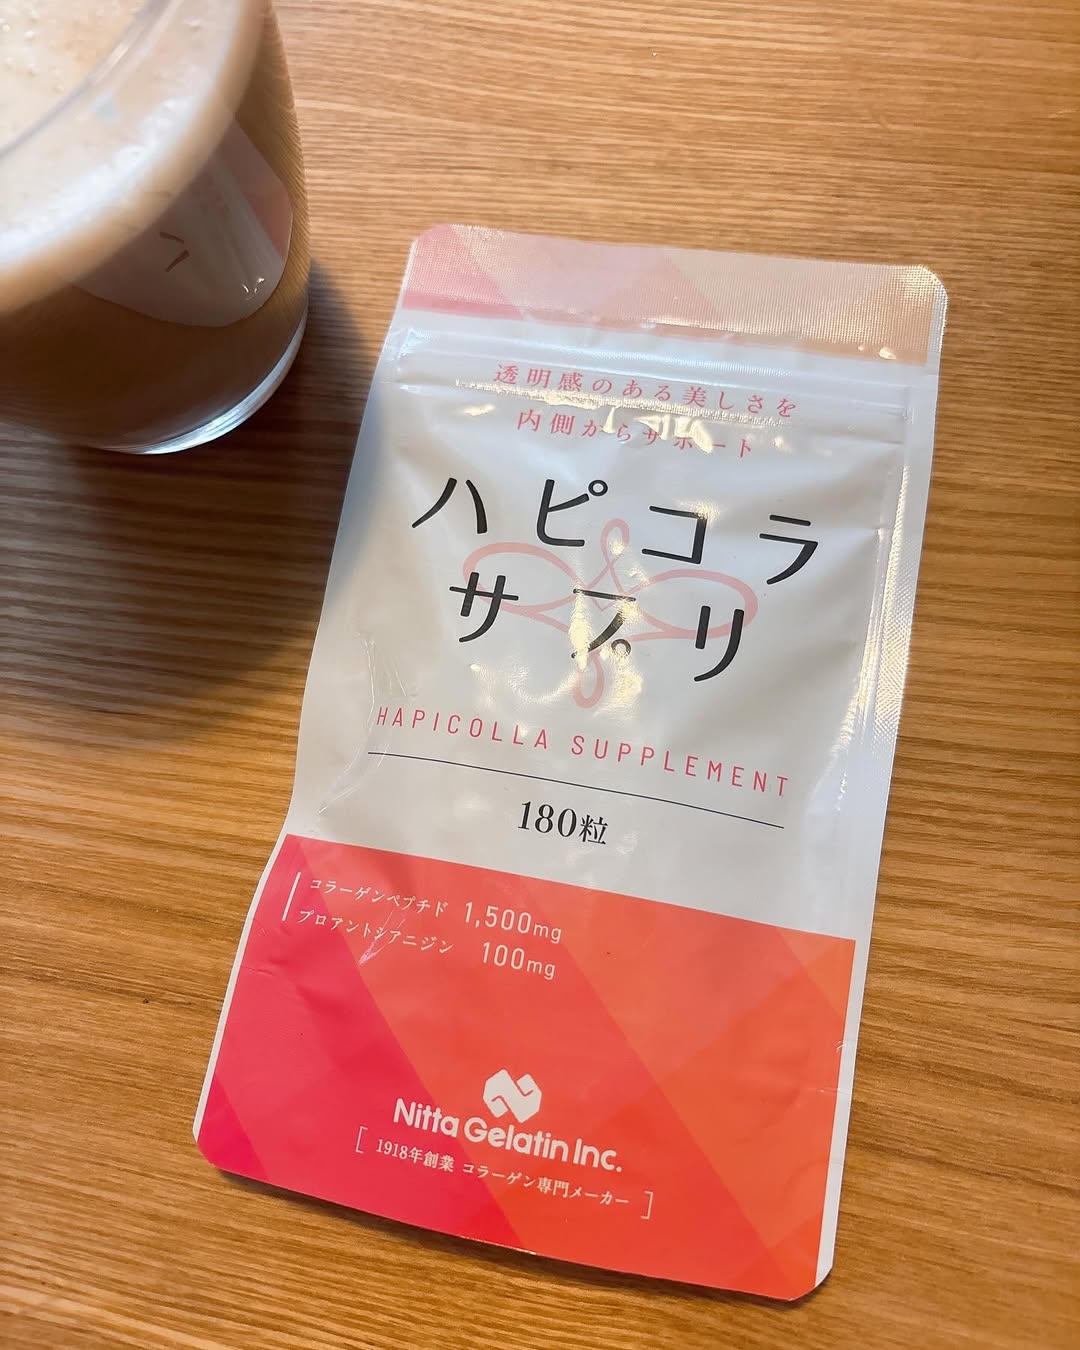 透明感のある美しさを
内側からサポート
ハピコラ
サプリ
HAPICOLLA SUPPLEMENT
180粒
コラーゲンペプチド 1,500mg
プロアントシアニジン 100mg
Nitta Gelatin Inc.
[ 1918年創業 コラーゲン専門メーカー ]